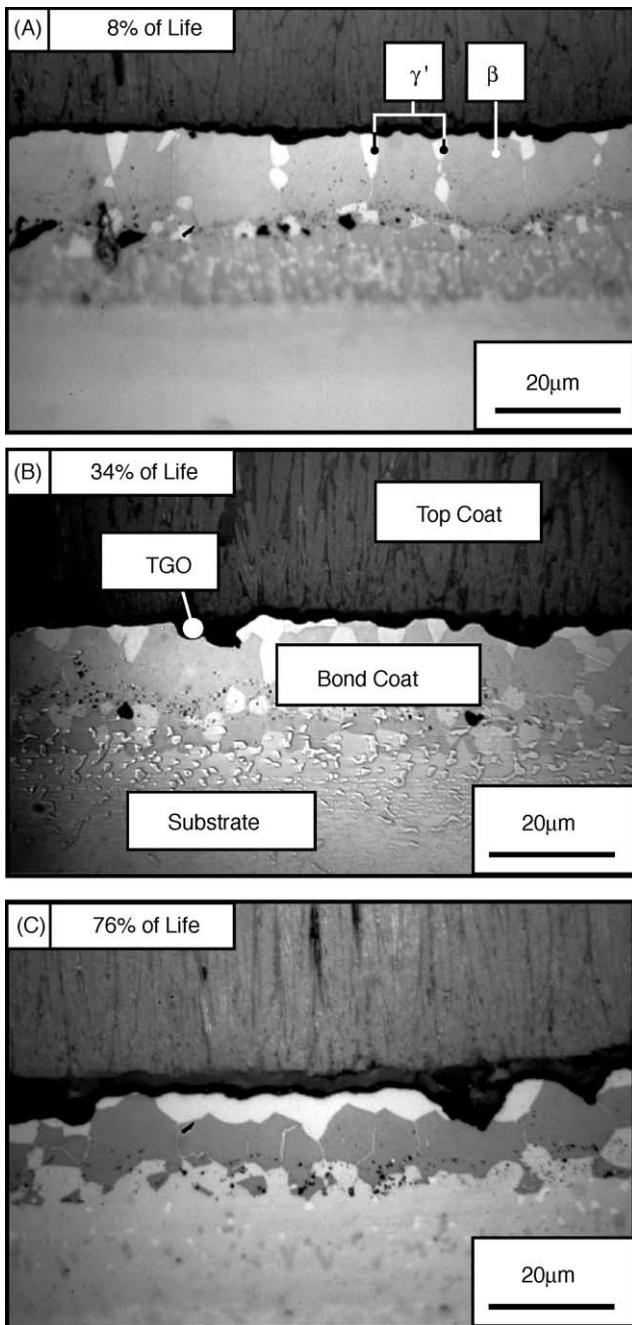 (A) 8% of Life
γ' β
20μm
(B) 34% of Life
Top Coat
TGO
Bond Coat
Substrate
20μm
(C) 76% of Life
20μm